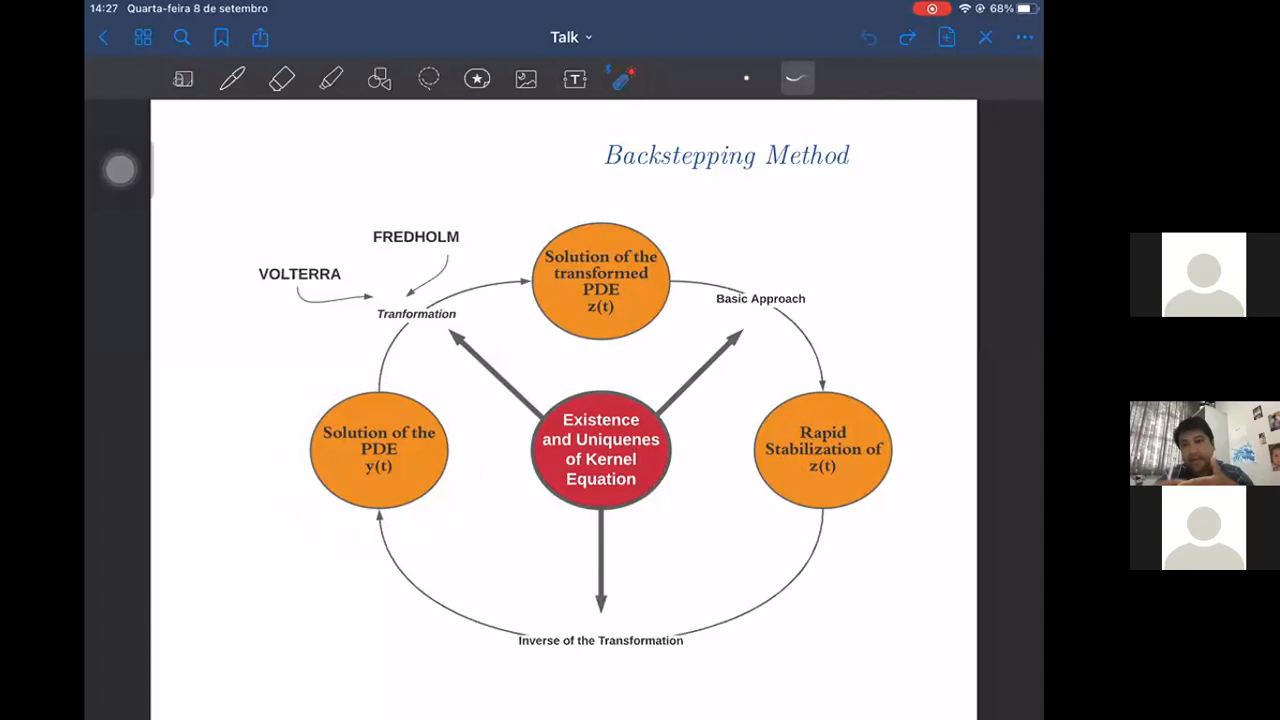 14:27 Quarta-feira 8 de setembro
68%
Talk
T
Backstepping Method
FREDHOLM
VOLTERRA
Tranformation
Solution of the
transformed
PDE
z(t)
Basic Approach
Solution of the
PDE
y(t)
Existence
and Uniquenes
of Kernel
Equation
Rapid
Stabilization of
z(t)
Inverse of the Transformation